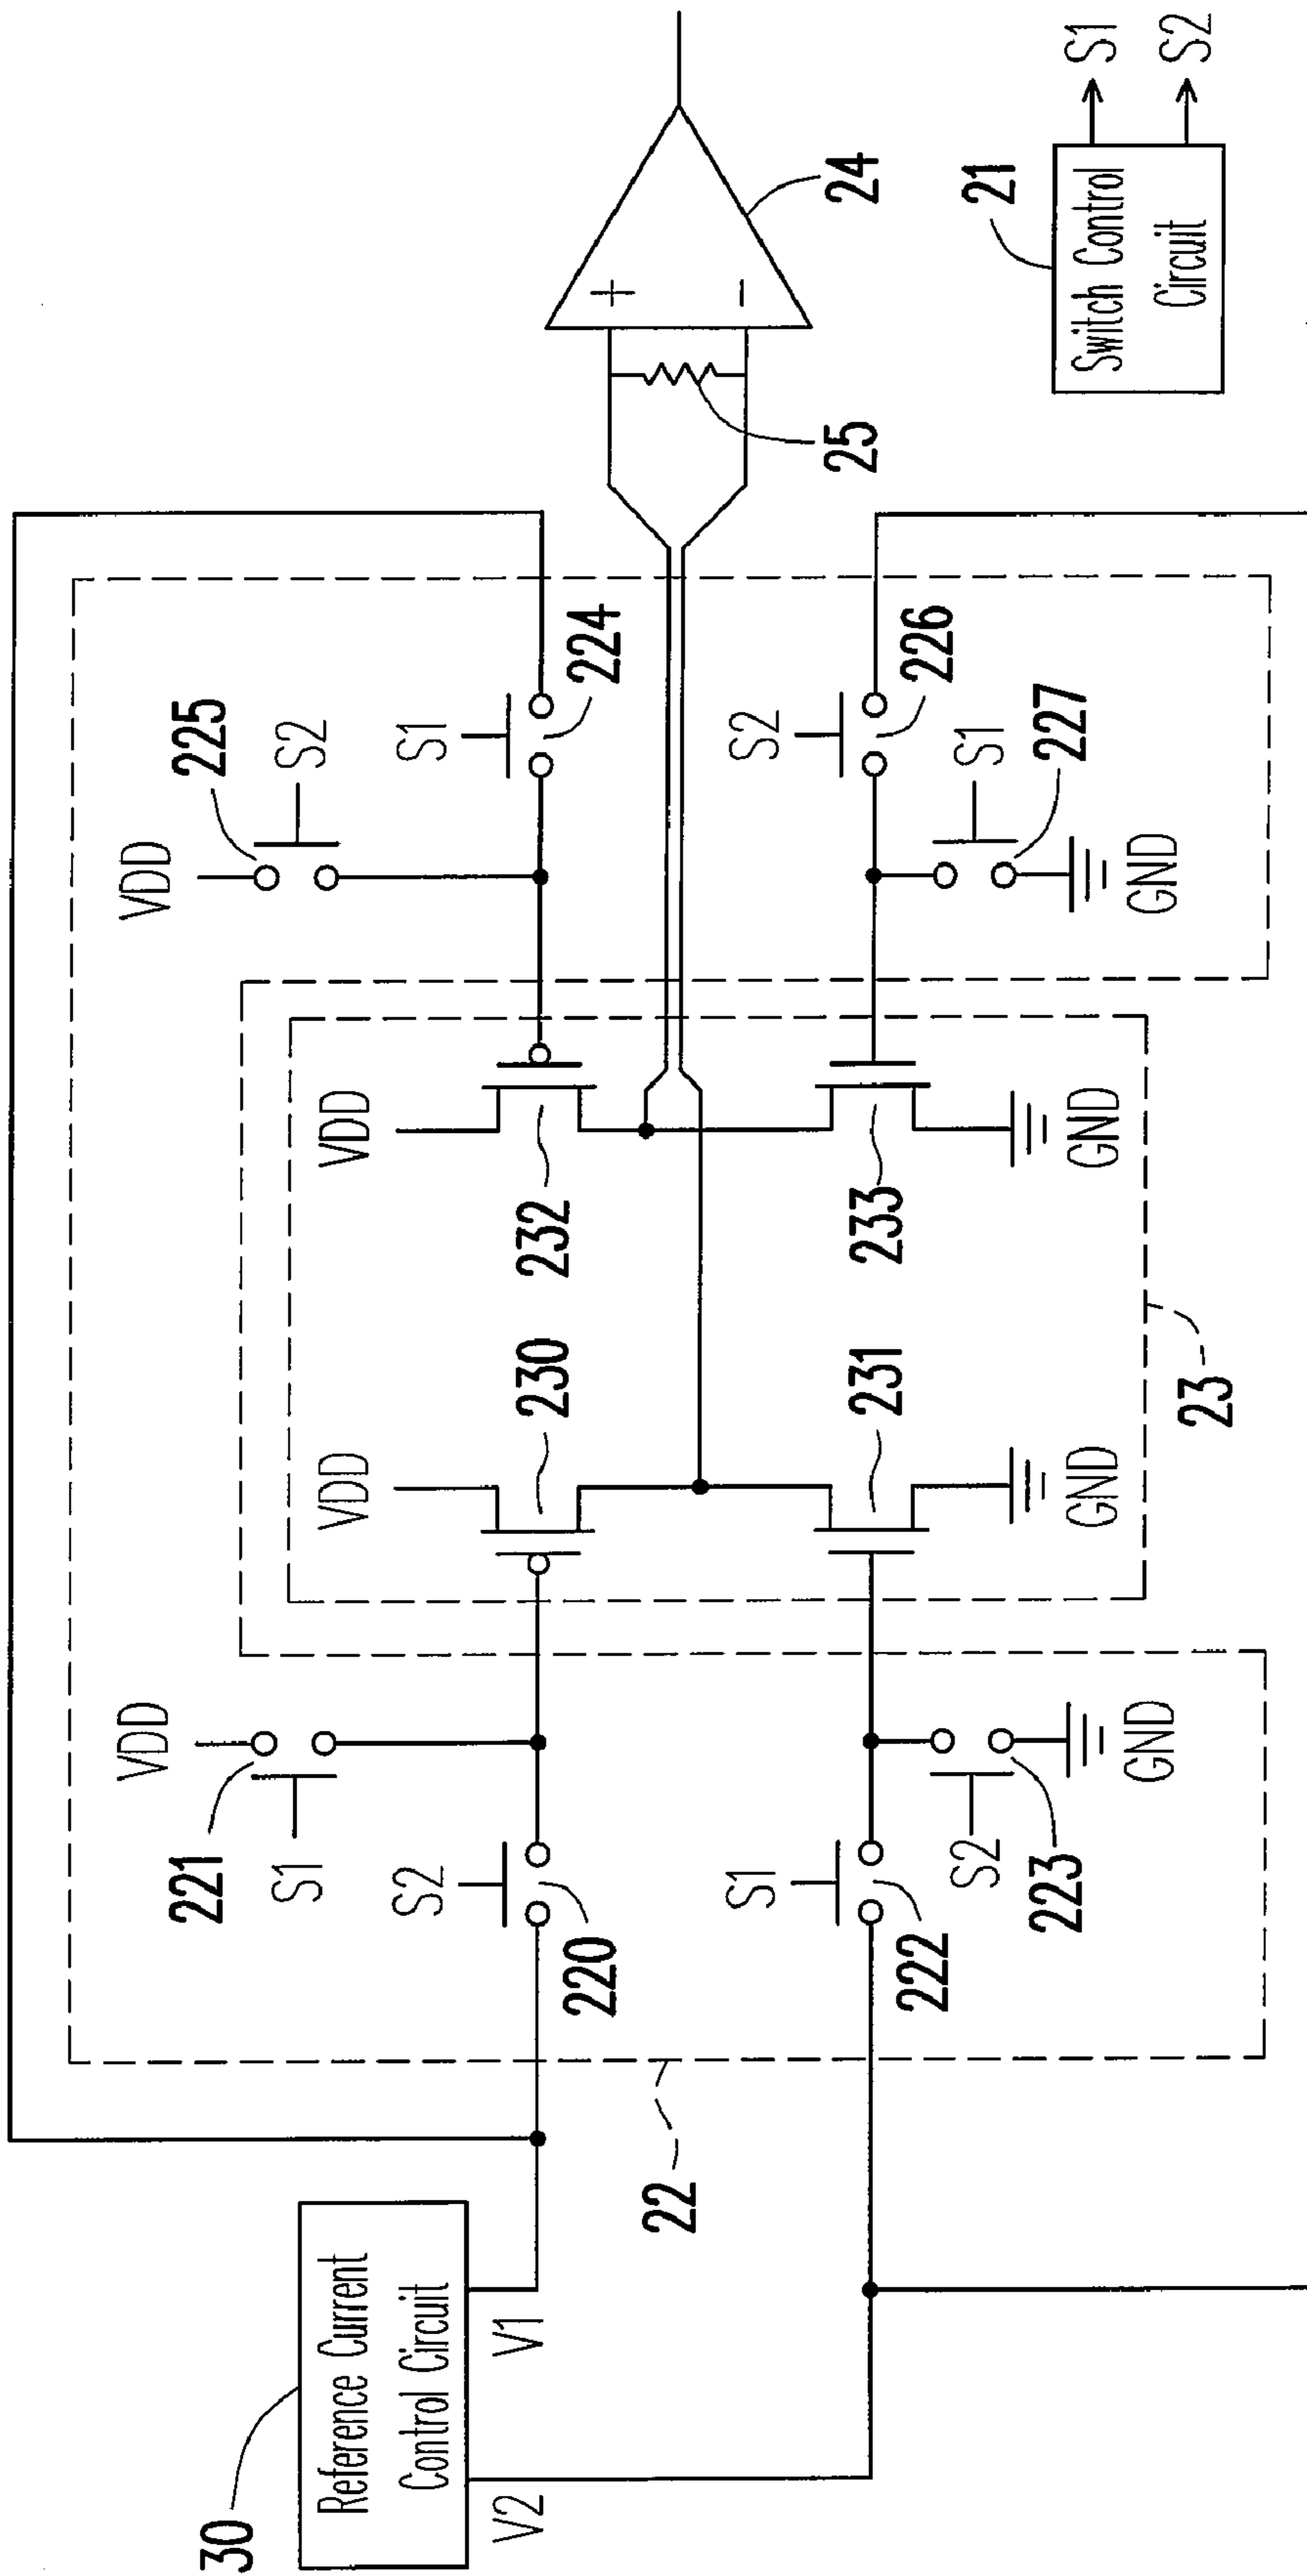 30
Reference Current
Control Circuit
V2
V1
22
VDD
221
S1
S2
220
S1
222
S2
223
GND
VDD
230
231
GND
VDD
232
233
GND
23
VDD
225
S2
S1
224
S2
226
S1
227
GND
25
24
+
-
21
Switch Control
Circuit
S1
S2